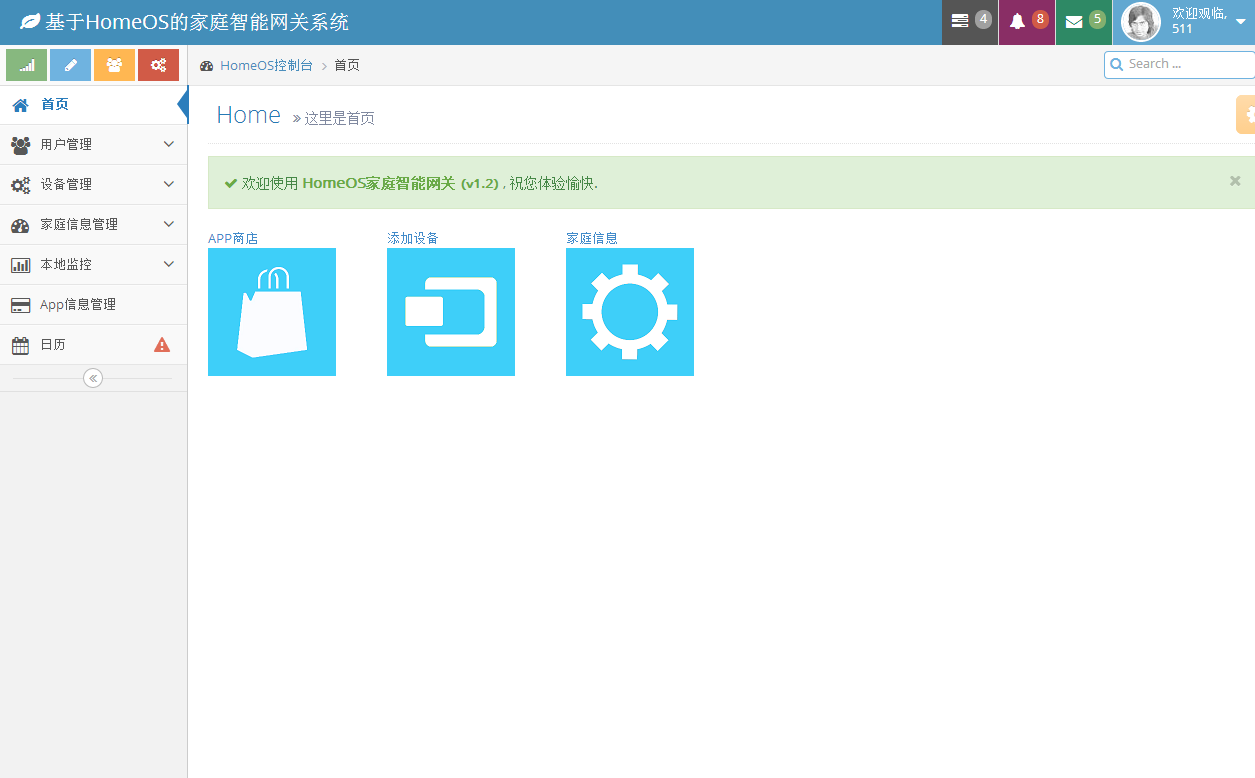 基于HomeOS的家庭智能网关系统
4
8
5
欢迎观临,
511
HomeOS控制台 > 首页
Search ...
首页
用户管理
设备管理
家庭信息管理
本地监控
App信息管理
日历
Home » 这里是首页
欢迎使用 HomeOS家庭智能网关 (v1.2) , 祝您体验愉快.
×
APP商店
添加设备
家庭信息